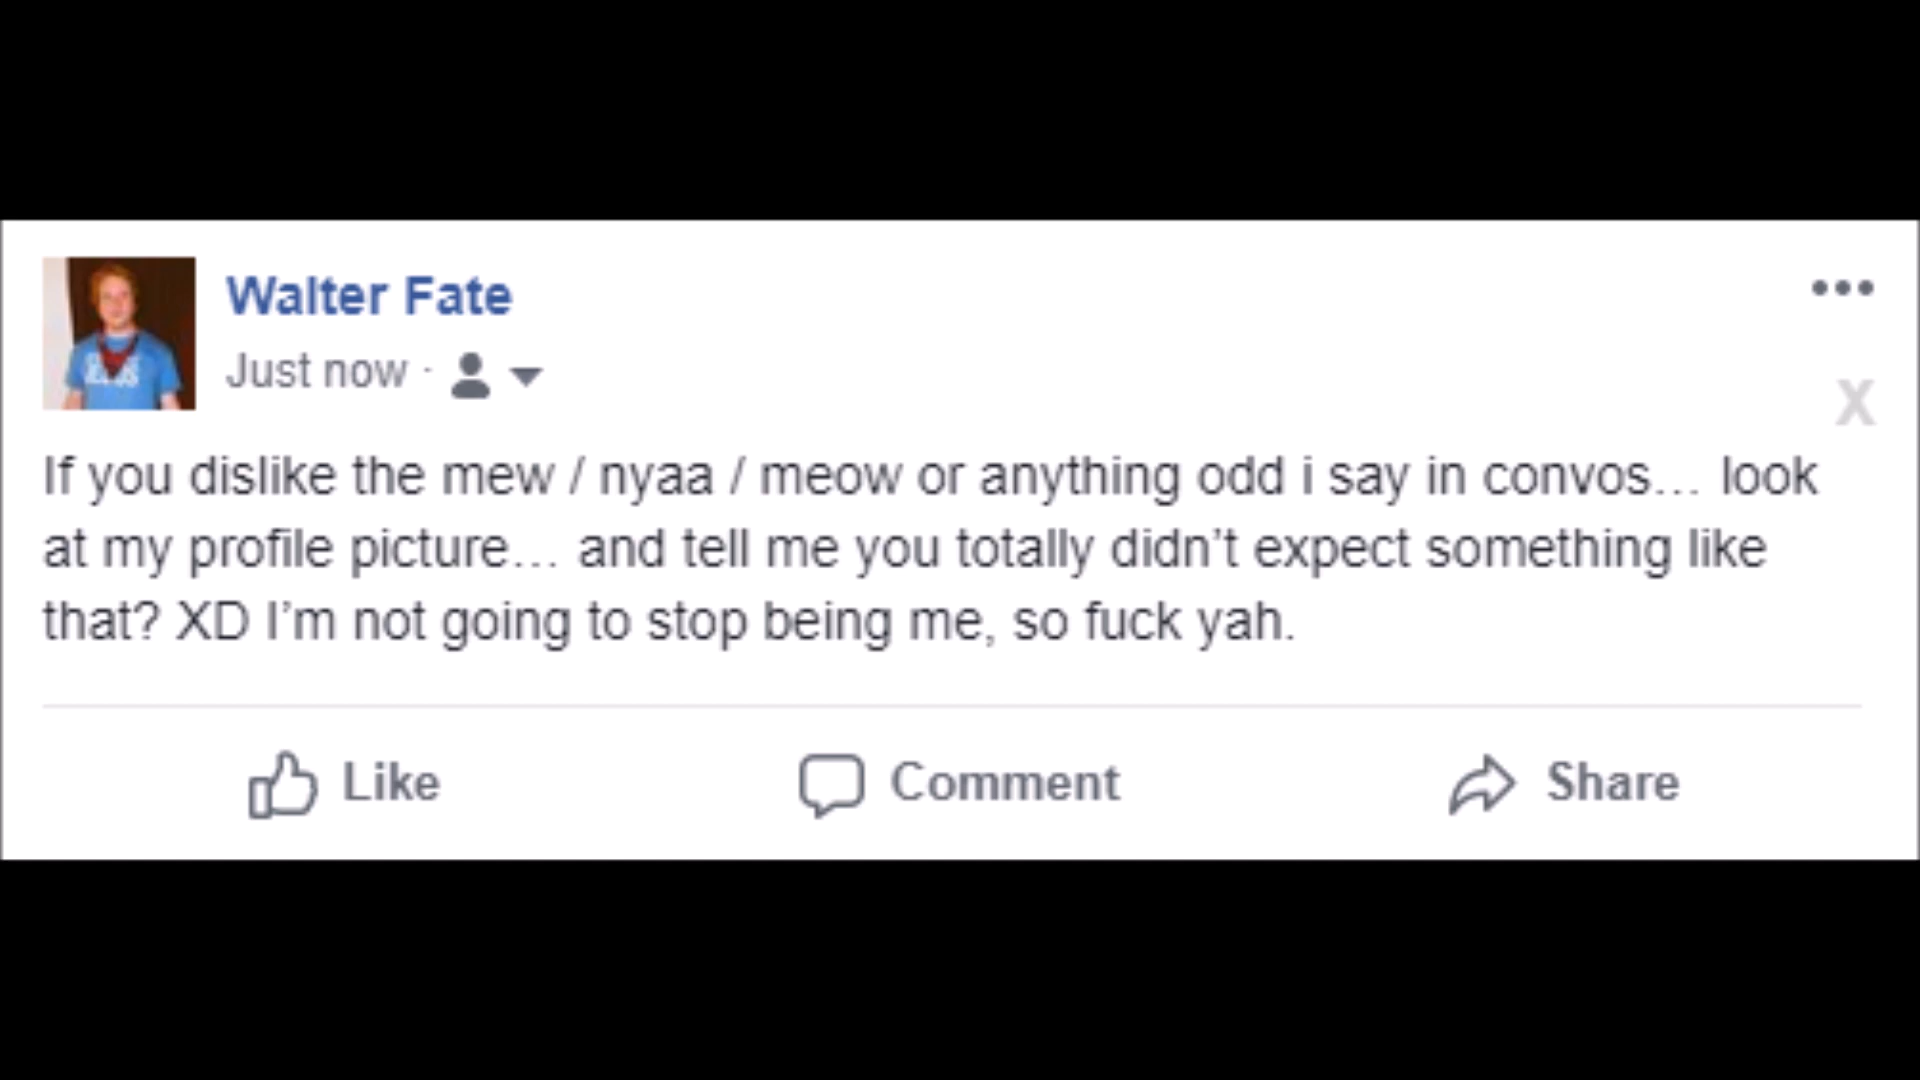 Walter Fate
Just now ·
X
If you dislike the mew / nyaa / meow or anything odd i say in convos... look
at my profile picture... and tell me you totally didn't expect something like
that? XD I'm not going to stop being me, so fuck yah.
Like
Comment
Share